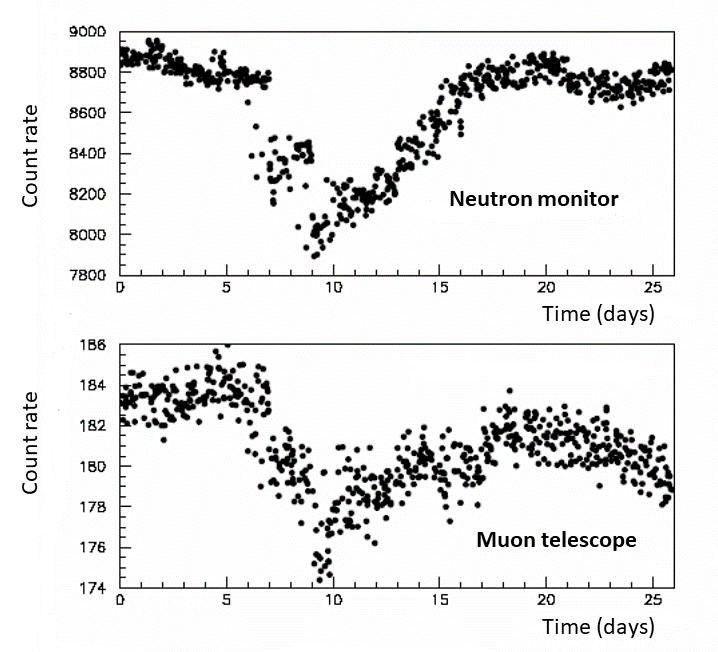 9000
8800
8600
8400
8200
8000
7800
Count rate
Neutron monitor
0 5 10 15 20 25
Time (days)
186
184
182
180
178
176
174
Count rate
Muon telescope
0 5 10 15 20 25
Time (days)